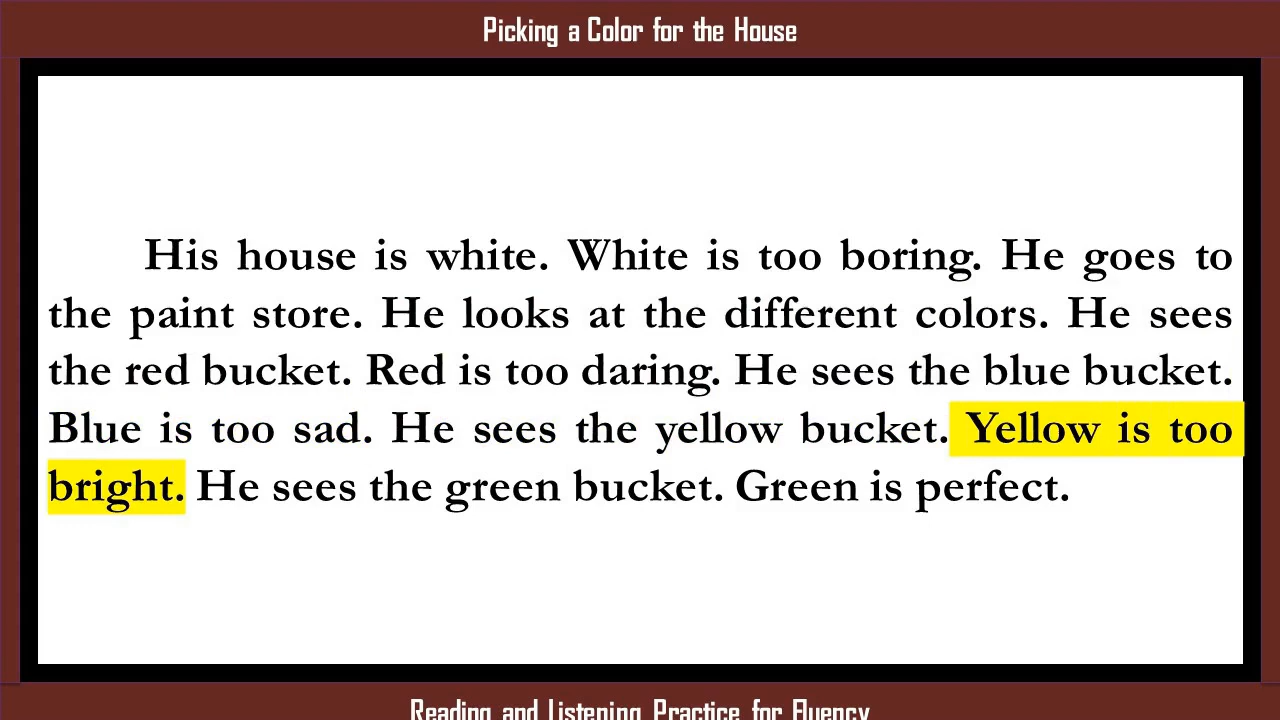 Picking a Color for the House
His house is white. White is too boring. He goes to
the paint store. He looks at the different colors. He sees
the red bucket. Red is too daring. He sees the blue bucket.
Blue is too sad. He sees the yellow bucket. Yellow is too
bright. He sees the green bucket. Green is perfect.
Reading and Listening Practice for Fluency